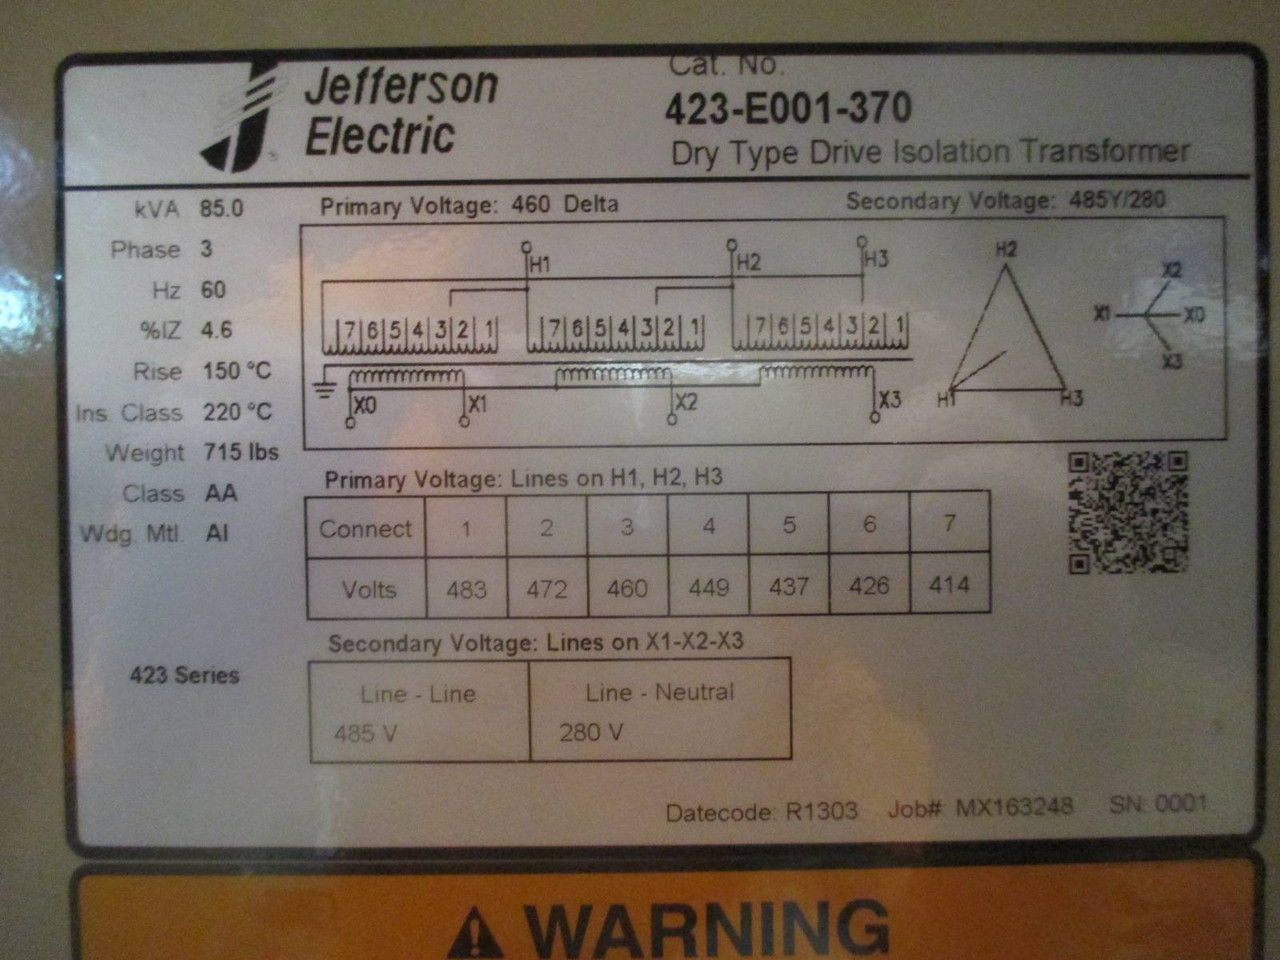 Jefferson
Electric
Cat. No.
423-E001-370
Dry Type Drive Isolation Transformer
kVA 85.0
Phase 3
Hz 60
%IZ 4.6
Rise 150 °C
Ins. Class 220 °C
Weight 715 lbs
Class AA
Wdg. Mtl. Al
423 Series
Primary Voltage: 460 Delta
Secondary Voltage: 485Y/280
H1 H2 H3
7 6 5 4 3 2 1 7 6 5 4 3 2 1 7 6 5 4 3 2 1
X0 X1 X2 X3
H2
H1 H3
X2
X1 X0
X3
Primary Voltage: Lines on H1, H2, H3
Connect 1 2 3 4 5 6 7
Volts 483 472 460 449 437 426 414
Secondary Voltage: Lines on X1-X2-X3
Line - Line Line - Neutral
485 V 280 V
Datecode: R1303 Job# MX163248 SN: 0001
WARNING